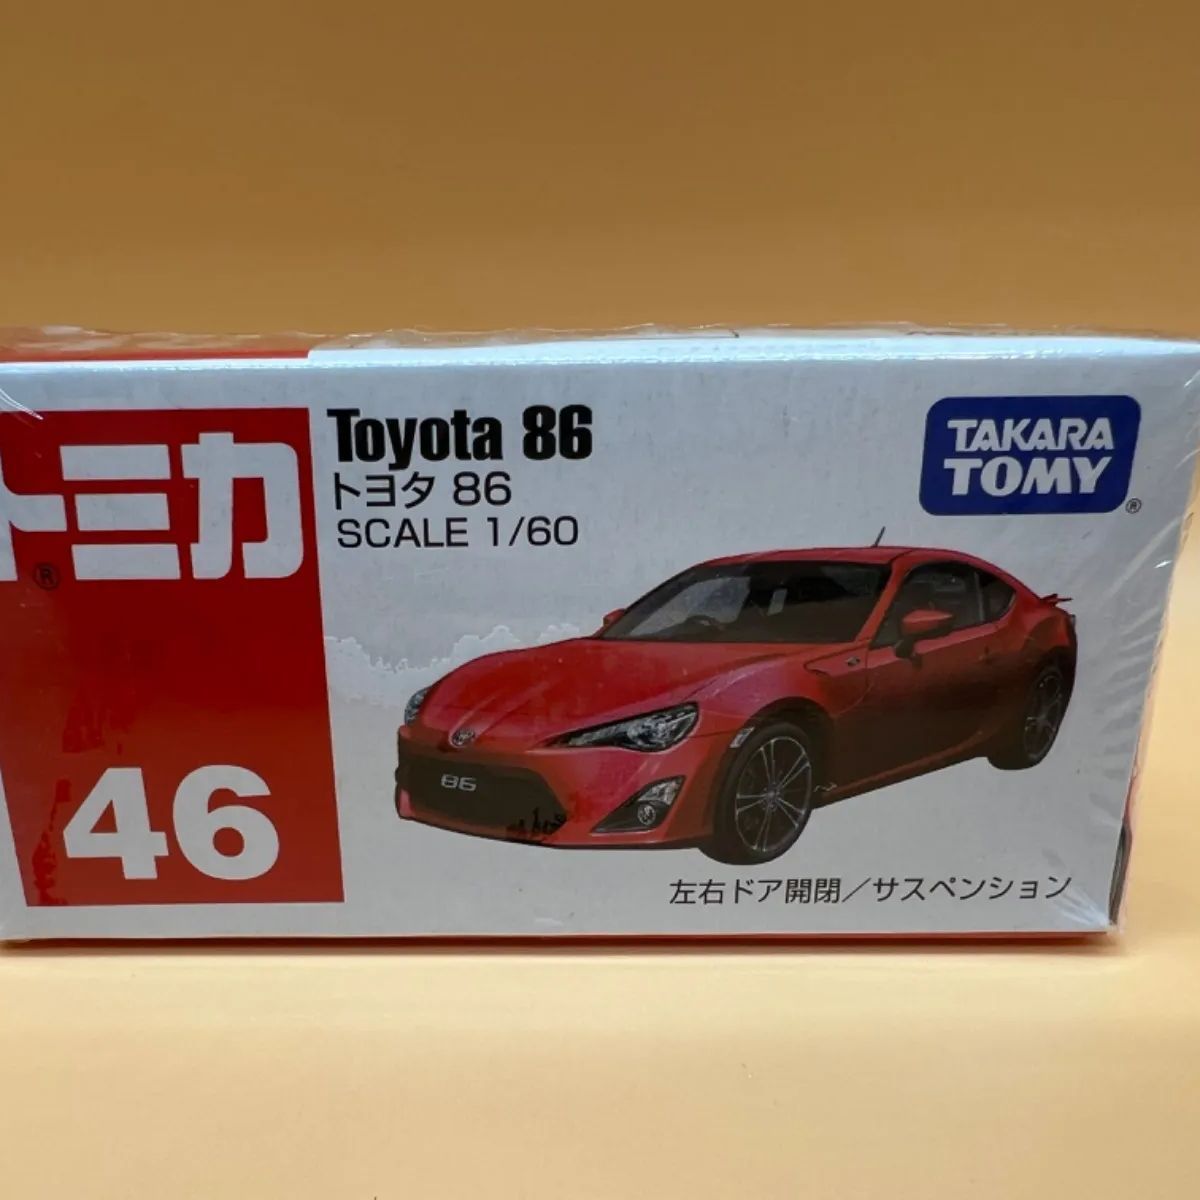 トミカ
®
46
Toyota 86
トヨタ 86
SCALE 1/60
TAKARA
TOMY
®
86
左右ドア開閉／サスペンション